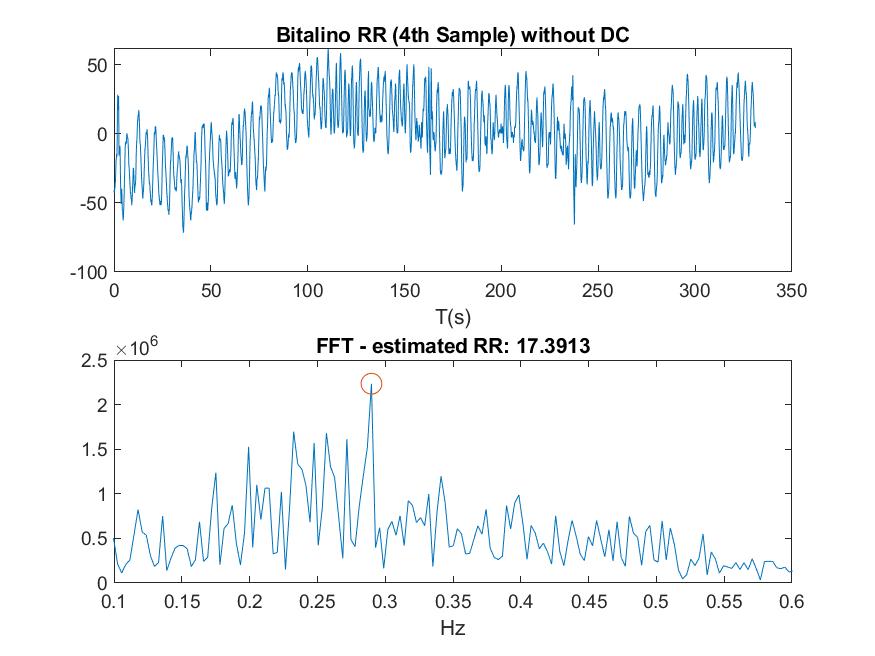 Bitalino RR (4th Sample) without DC
50
0
-50
-100
0 50 100 150 200 250 300 350
T(s)
FFT - estimated RR: 17.3913
×10^6
2.5
2
1.5
1
0.5
0
0.1 0.15 0.2 0.25 0.3 0.35 0.4 0.45 0.5 0.55 0.6
Hz